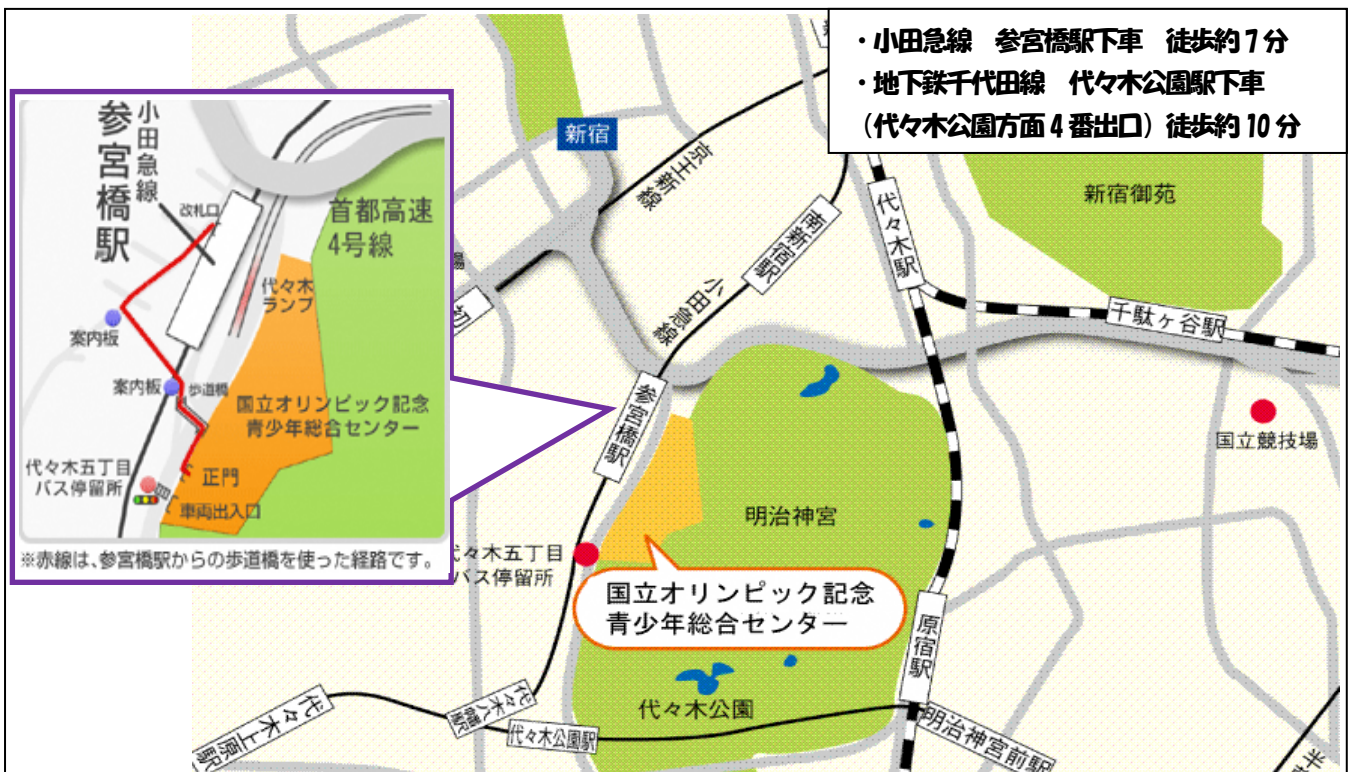 ・小田急線　参宮橋駅下車　徒歩約7分
・地下鉄千代田線　代々木公園駅下車
（代々木公園方面4番出口）徒歩約10分
小田急線
参宮橋駅
改札口
首都高速
4号線
代々木
ランプ
案内板
案内板
歩道橋
国立オリンピック記念
青少年総合センター
代々木五丁目
バス停留所
正門
車両出入口
※赤線は、参宮橋駅からの歩道橋を使った経路です。
新宿
京王新線
南新宿駅
小田急線
代々木駅
新宿御苑
千駄ヶ谷駅
国立競技場
参宮橋駅
明治神宮
代々木五丁目
バス停留所
国立オリンピック記念
青少年総合センター
原宿駅
代々木公園
代々木上原駅
代々木八幡駅
代々木公園駅
明治神宮前駅